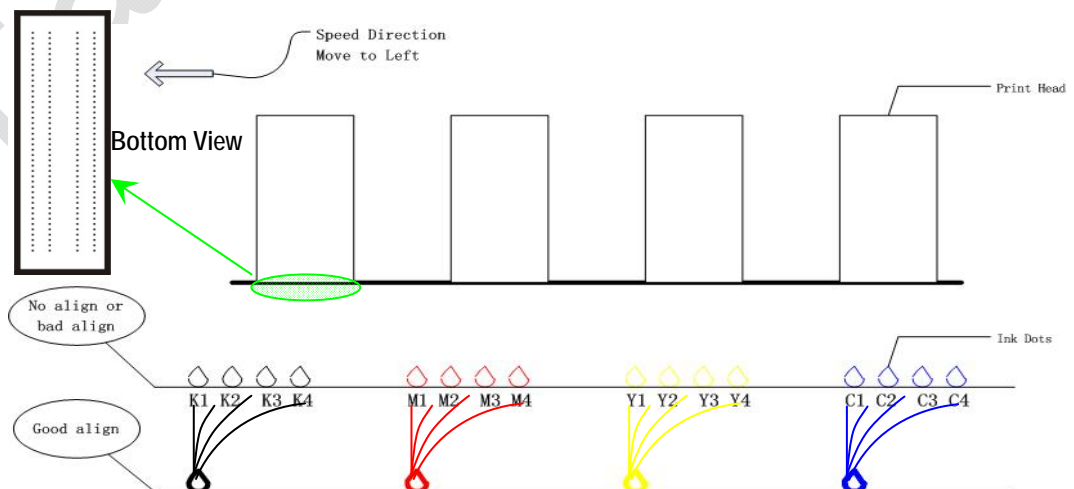 Speed Direction
Move to Left
Print Head
Bottom View
No align or
bad align
Ink Dots
K1 K2 K3 K4 M1 M2 M3 M4 Y1 Y2 Y3 Y4 C1 C2 C3 C4
Good align